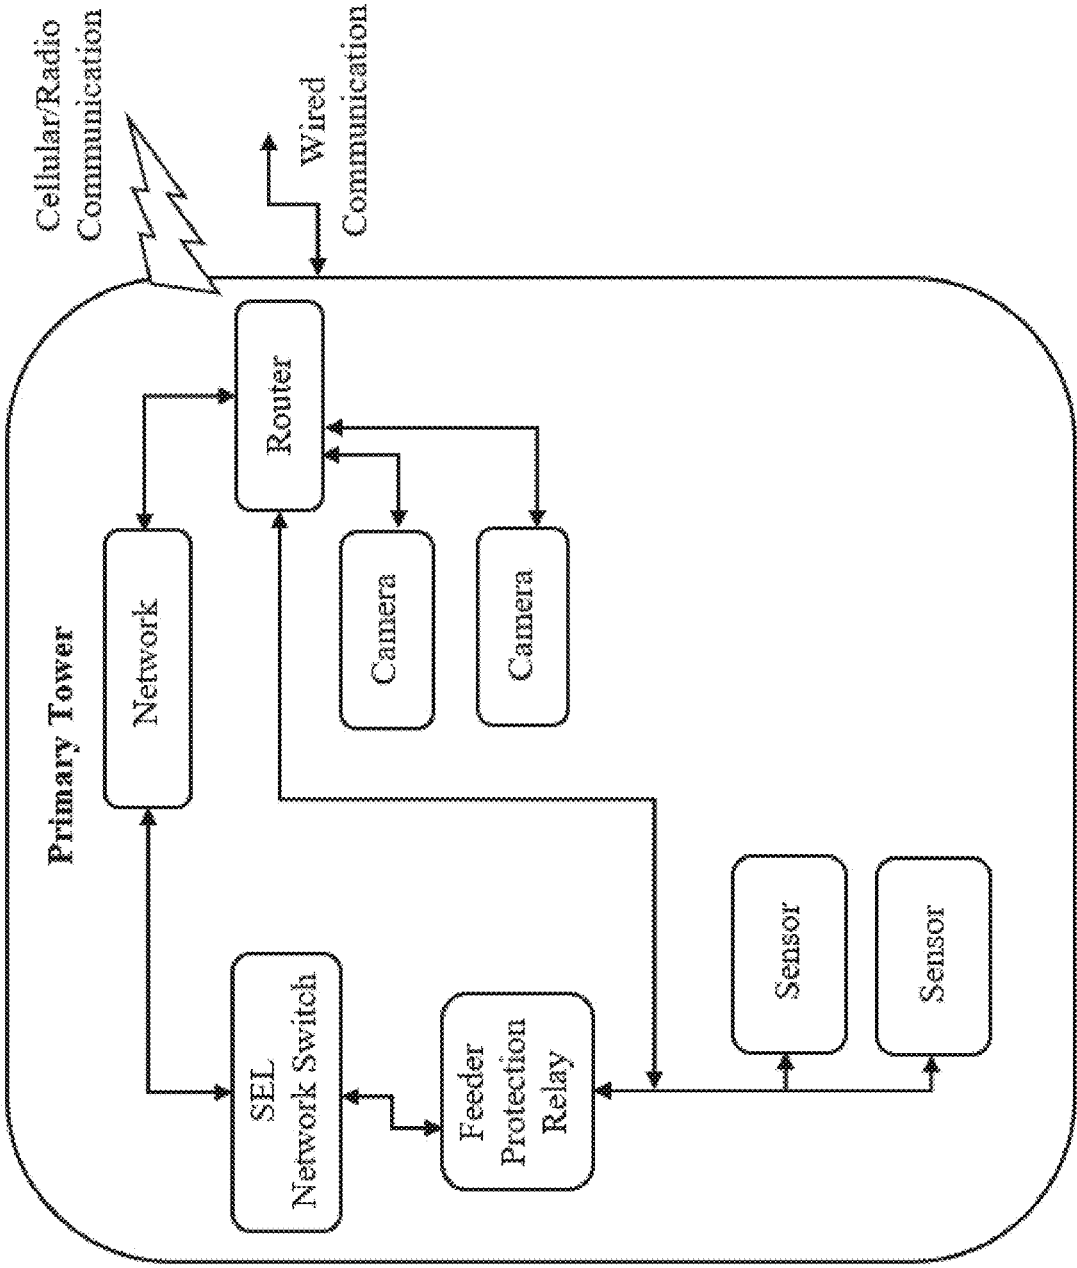 Primary Tower
SEL
Network Switch
Network
Cellular/Radio
Communication
Router
Wired
Communication
Feeder
Protection
Relay
Camera
Camera
Sensor
Sensor